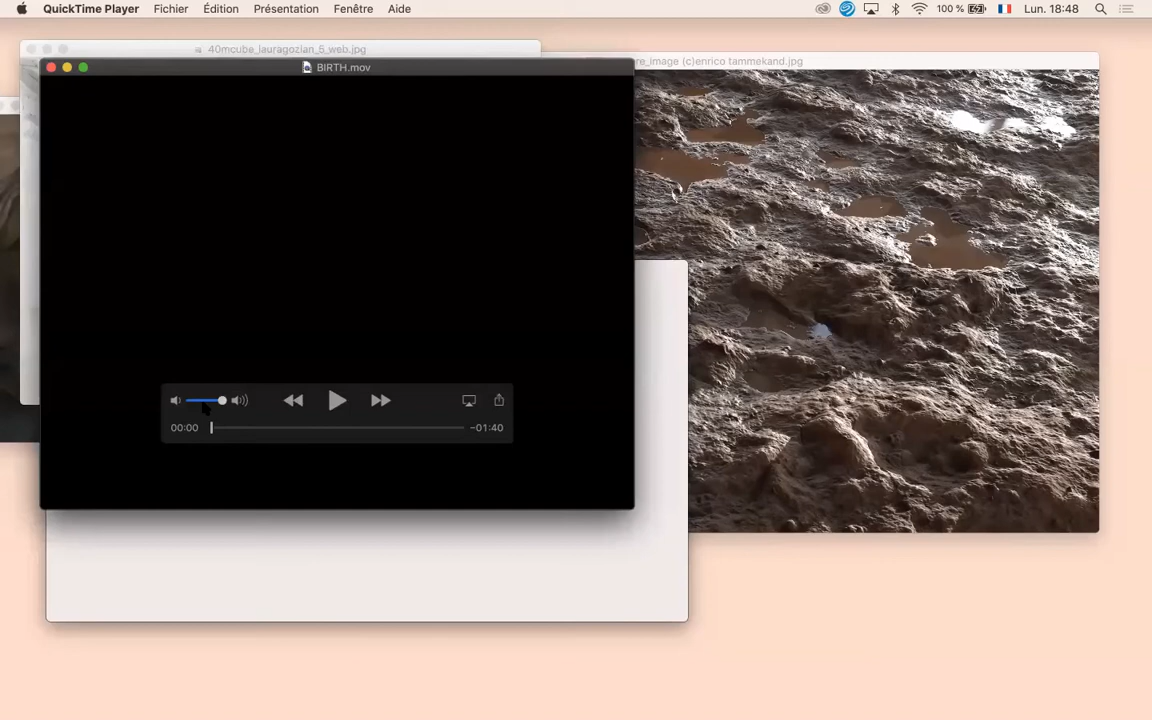 QuickTime Player Fichier Édition Présentation Fenêtre Aide 100 % Lun. 18:48
40mcube_lauragozian_5_web.jpg
re_image (c)enrico tammekand.jpg
BIRTH.mov
00:00 -01:40